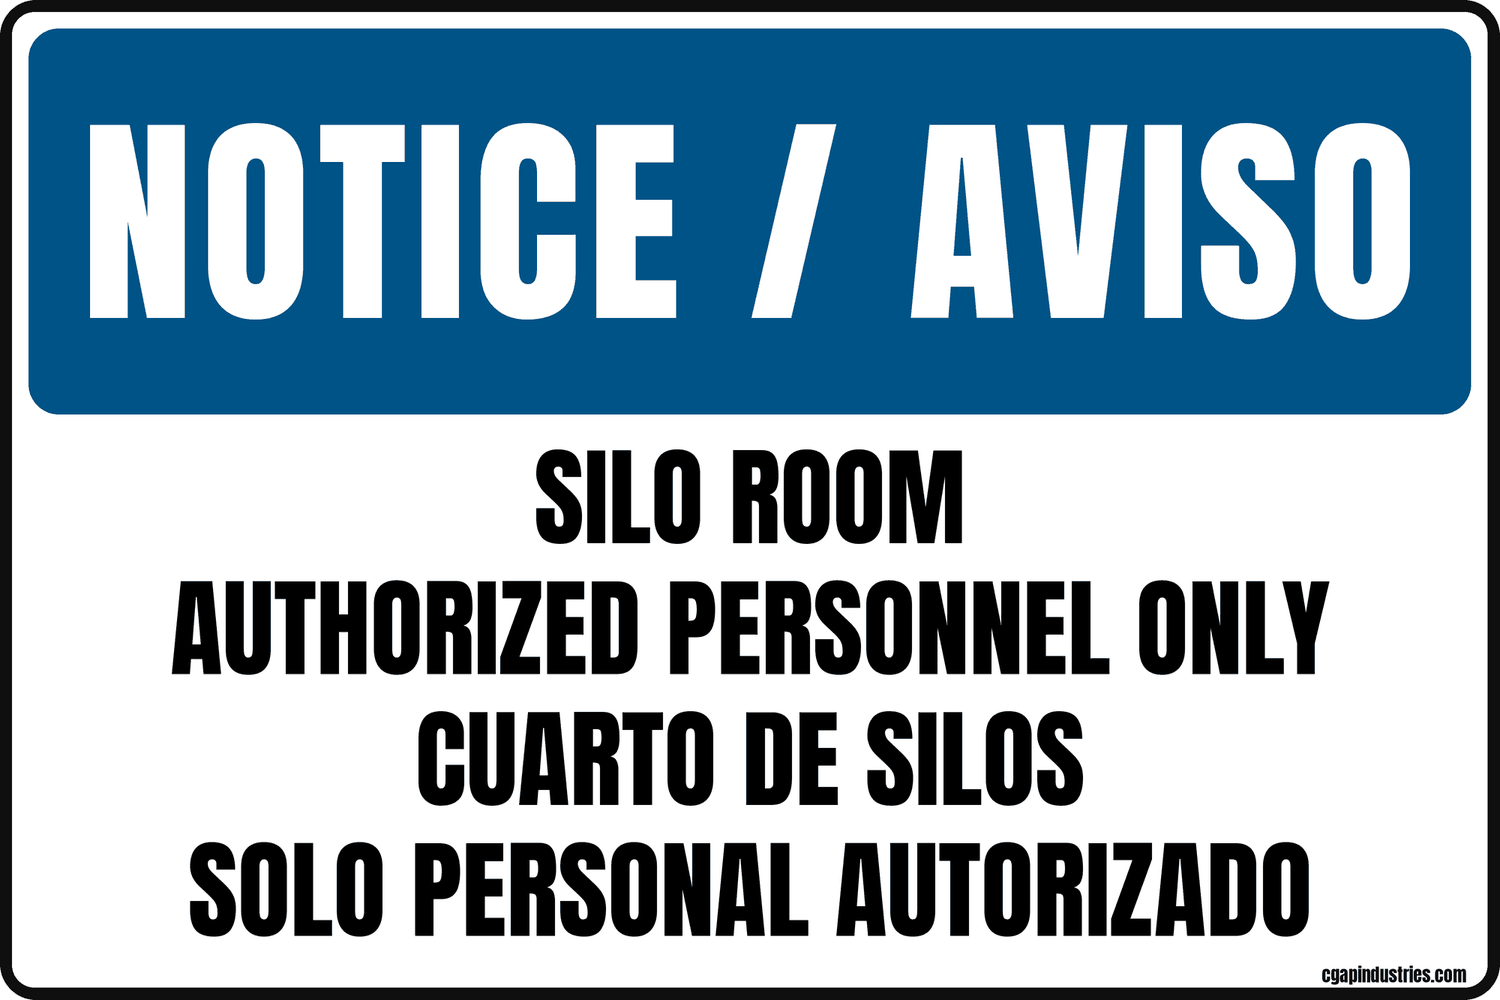 NOTICE / AVISO
SILO ROOM
AUTHORIZED PERSONNEL ONLY
CUARTO DE SILOS
SOLO PERSONAL AUTORIZADO
cgapindustries.com